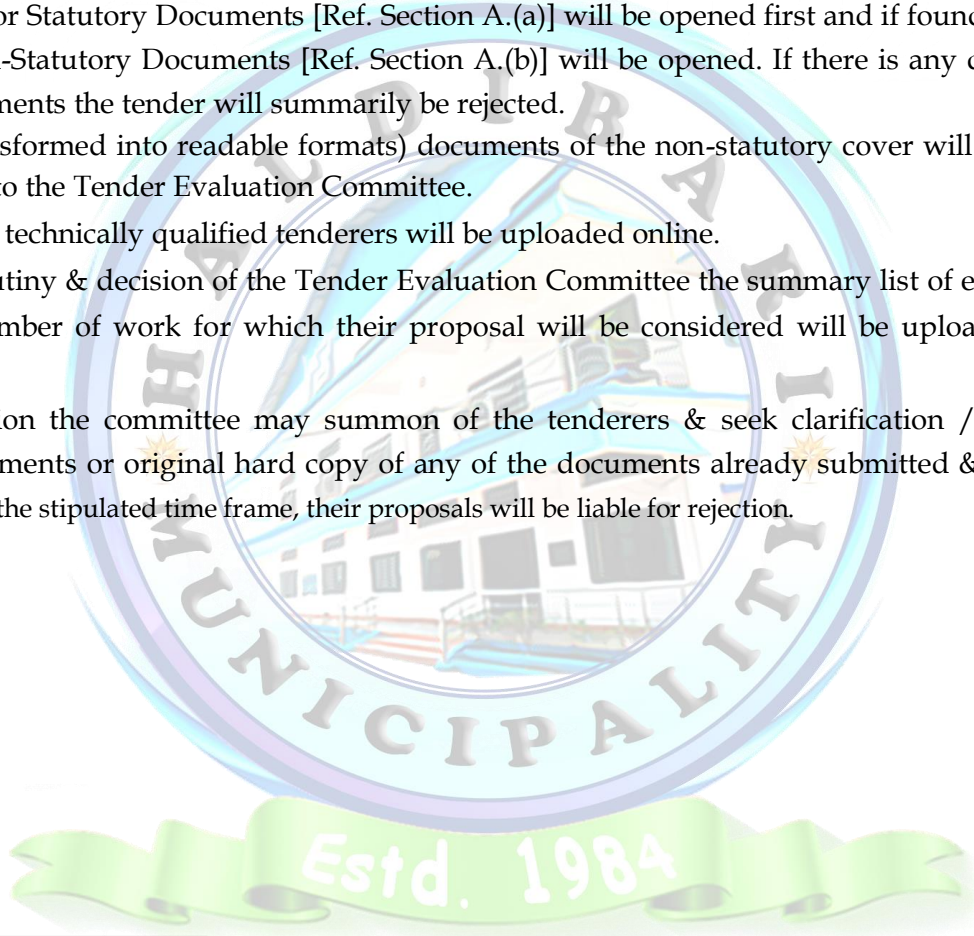 or Statutory Documents [Ref. Section A.(a)] will be opened first and if found
-Statutory Documents [Ref. Section A.(b)] will be opened. If there is any
ments the tender will summarily be rejected.
sformed into readable formats) documents of the non-statutory cover will
to the Tender Evaluation Committee.
technically qualified tenderers will be uploaded online.
utiny & decision of the Tender Evaluation Committee the summary list of
mber of work for which their proposal will be considered will be uploa
ion the committee may summon of the tenderers & seek clarification /
ments or original hard copy of any of the documents already submitted &
the stipulated time frame, their proposals will be liable for rejection.
HALDIBARI
MUNICIPALITY
Estd. 1984